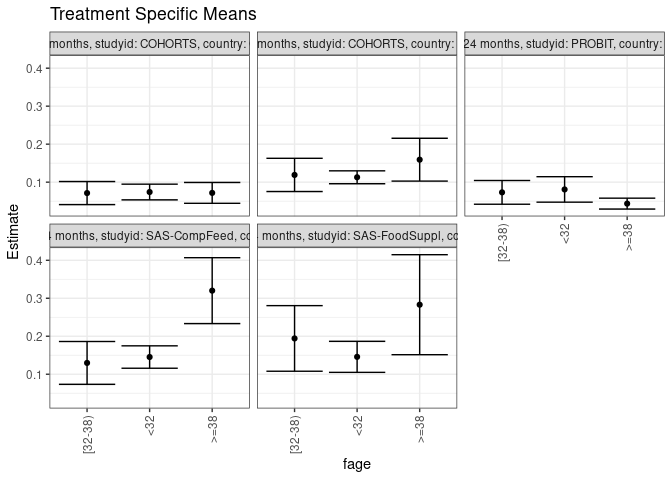 Treatment Specific Means
months, studyid: COHORTS, country:
months, studyid: COHORTS, country:
24 months, studyid: PROBIT, country:
0.4
0.3
0.2
0.1
months, studyid: SAS-CompFeed,
months, studyid: SAS-FoodSuppl,
0.4
0.3
0.2
0.1
[32-38)
<32
>=38
[32-38)
<32
>=38
[32-38)
<32
>=38
Estimate
fage